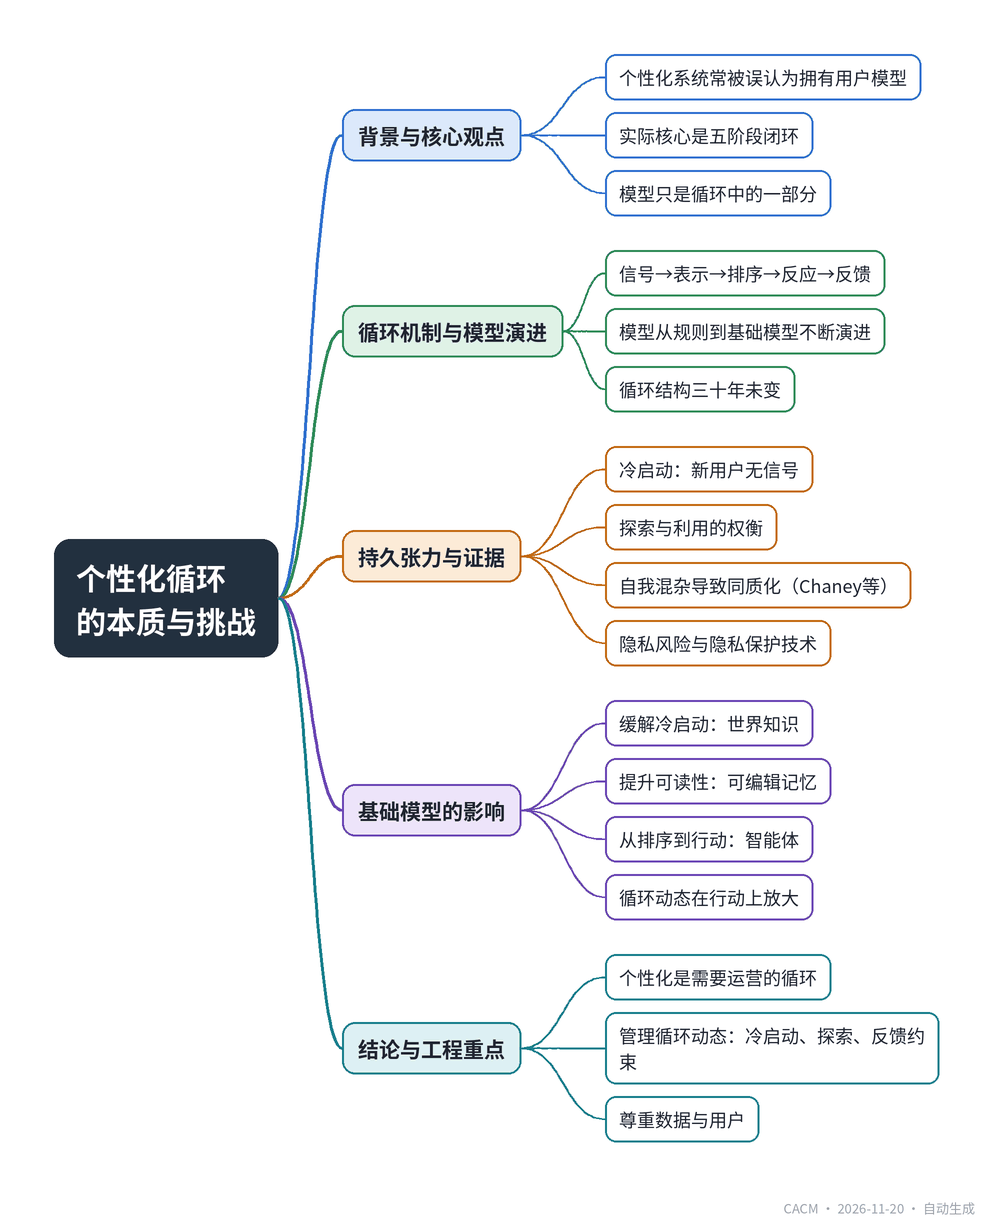 个性化循环
的本质与挑战
背景与核心观点
个性化系统常被误认为拥有用户模型
实际核心是五阶段闭环
模型只是循环中的一部分
循环机制与模型演进
信号→表示→排序→反应→反馈
模型从规则到基础模型不断演进
循环结构三十年未变
持久张力与证据
冷启动：新用户无信号
探索与利用的权衡
自我混杂导致同质化（Chaney等）
隐私风险与隐私保护技术
基础模型的影响
缓解冷启动：世界知识
提升可读性：可编辑记忆
从排序到行动：智能体
循环动态在行动上放大
结论与工程重点
个性化是需要运营的循环
管理循环动态：冷启动、探索、反馈约
束
尊重数据与用户
CACM · 2026-11-20 · 自动生成